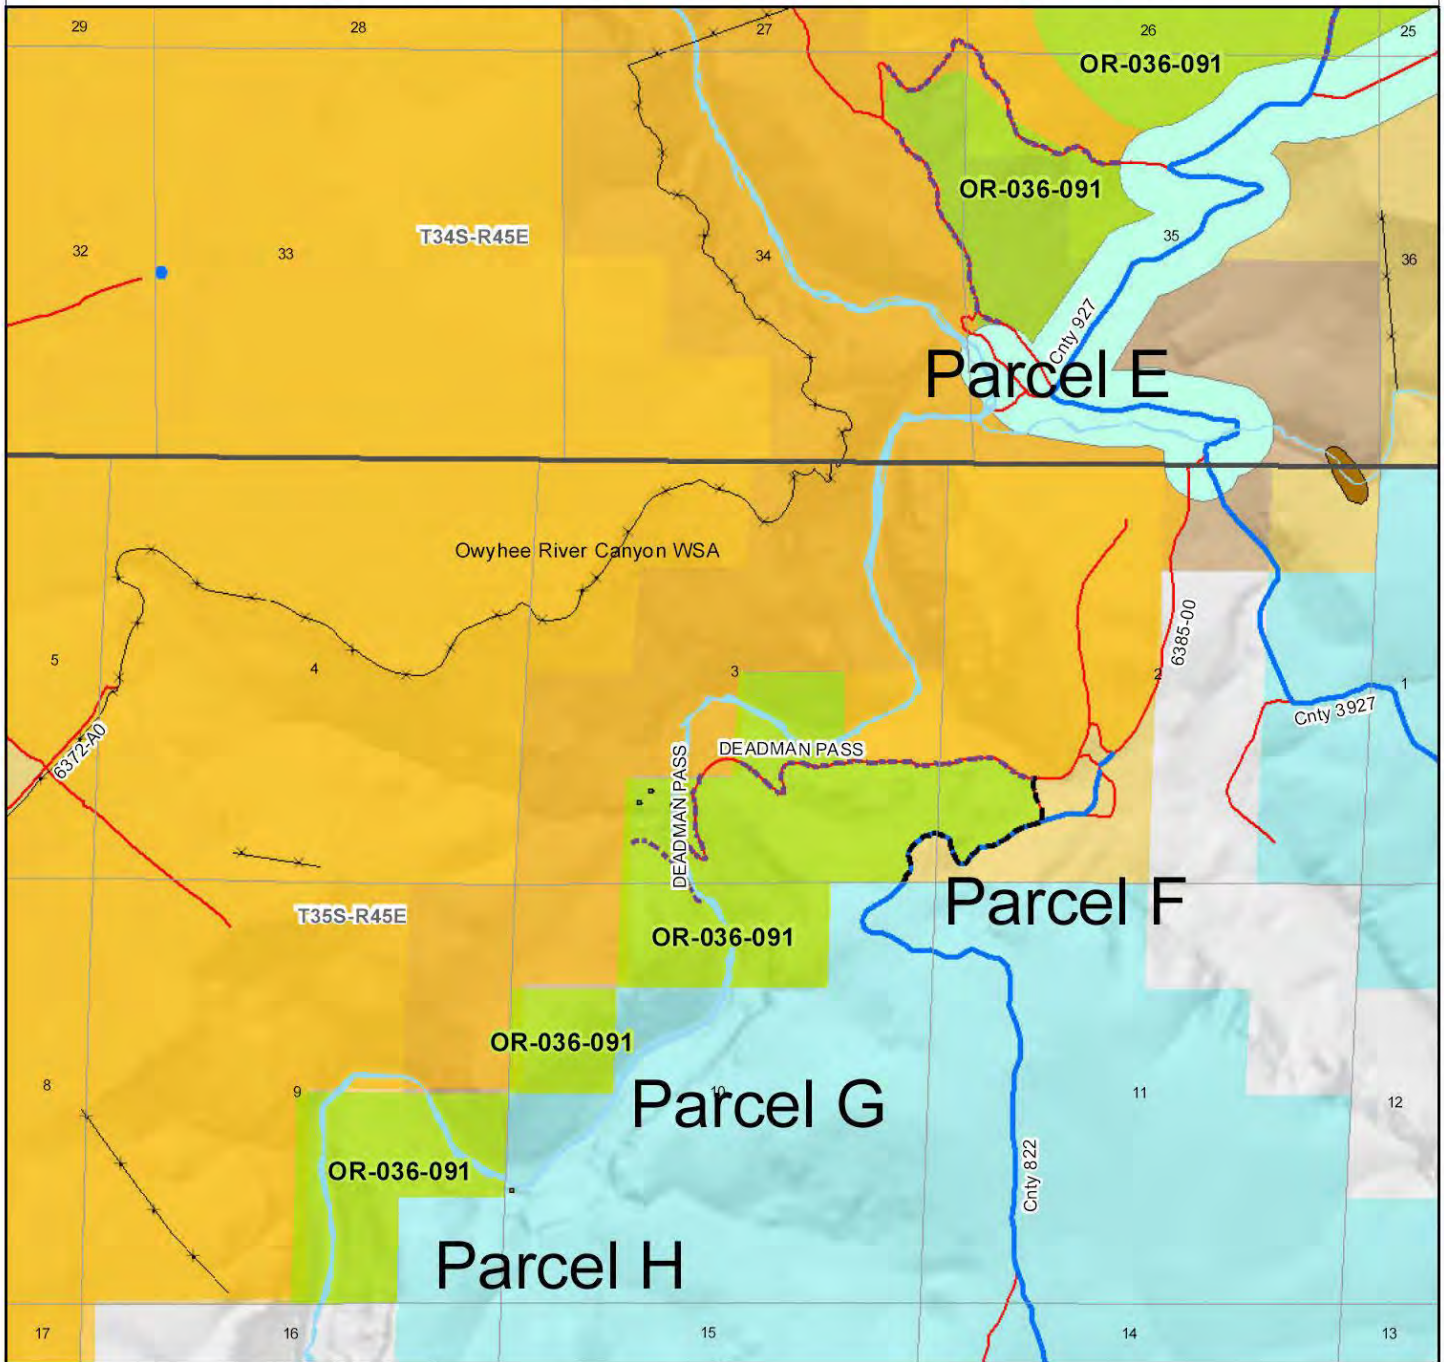 29
28
27
26
25
OR-036-091
OR-036-091
T34S-R45E
32
33
34
35
36
Cnty 927
Parcel E
Owyhee River Canyon WSA
5
4
3
2
1
6385-00
Cnty 3927
6372-A0
DEADMAN PASS
DEADMAN PASS
Parcel F
T35S-R45E
OR-036-091
OR-036-091
8
9
10
11
12
Parcel G
OR-036-091
Cnty 822
Parcel H
17
16
15
14
13